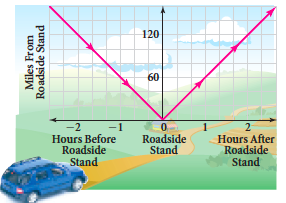 Miles From
Roadside Stand
120
60
−2 −1 0 1 2
Hours Before Roadside Hours After
Roadside Stand Roadside
Stand Stand